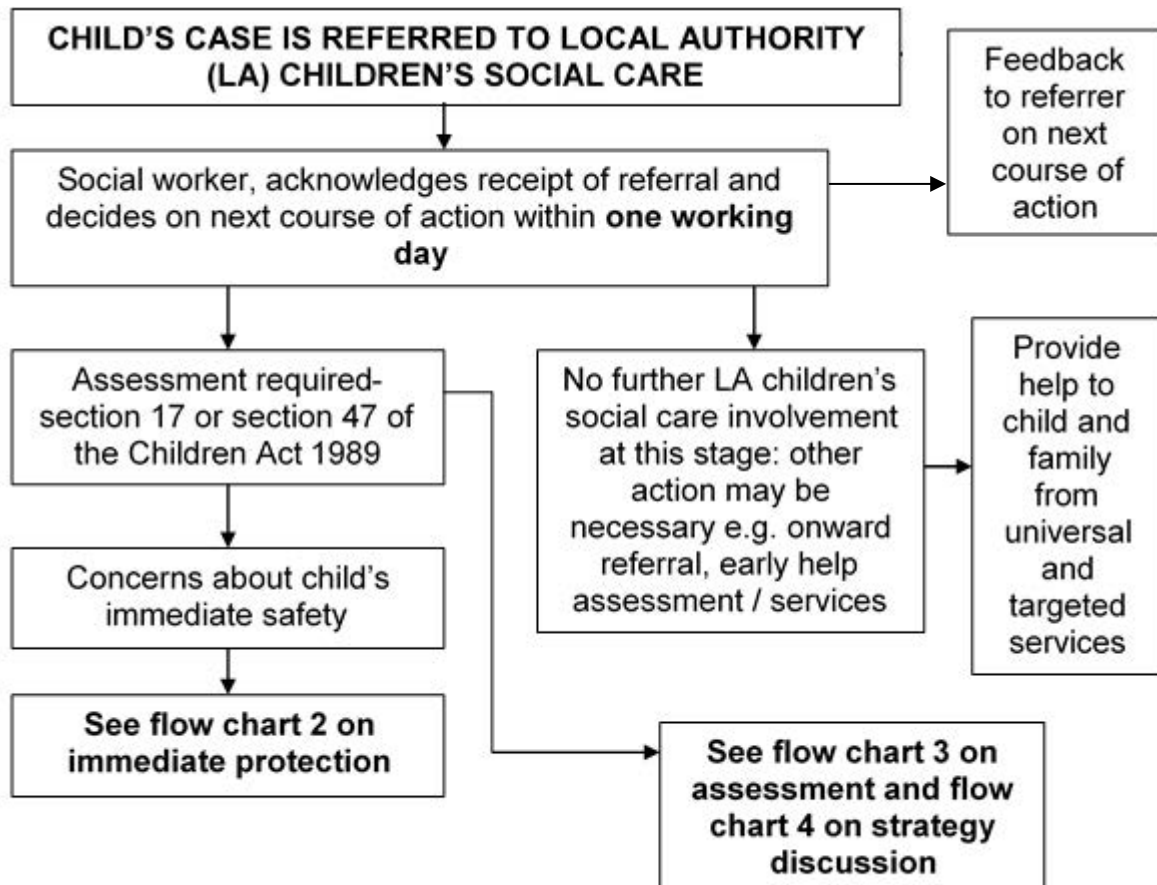 CHILD'S CASE IS REFERRED TO LOCAL AUTHORITY
(LA) CHILDREN'S SOCIAL CARE
Feedback
to referrer
on next
course of
action
Social worker, acknowledges receipt of referral and
decides on next course of action within one working
day
Assessment required-
section 17 or section 47 of
the Children Act 1989
No further LA children's
social care involvement
at this stage: other
action may be
necessary e.g. onward
referral, early help
assessment / services
Provide
help to
child and
family
from
universal
and
targeted
services
Concerns about child's
immediate safety
See flow chart 2 on
immediate protection
See flow chart 3 on
assessment and flow
chart 4 on strategy
discussion